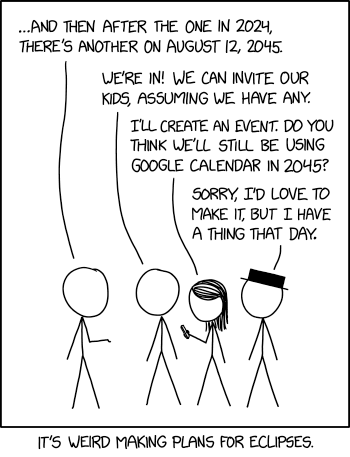 ...AND THEN AFTER THE ONE IN 2024,
THERE'S ANOTHER ON AUGUST 12, 2045.
WE'RE IN! WE CAN INVITE OUR
KIDS, ASSUMING WE HAVE ANY.
I'LL CREATE AN EVENT. DO YOU
THINK WE'LL STILL BE USING
GOOGLE CALENDAR IN 2045?
SORRY, I'D LOVE TO
MAKE IT, BUT I HAVE
A THING THAT DAY.
IT'S WEIRD MAKING PLANS FOR ECLIPSES.